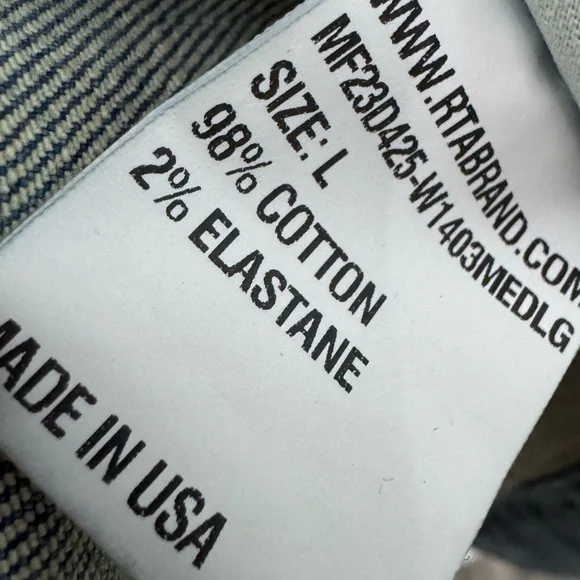 WWW.RTABRAND.COM
MF23D425-W1403MEDLG
SIZE: L
98% COTTON
2% ELASTANE
MADE IN USA